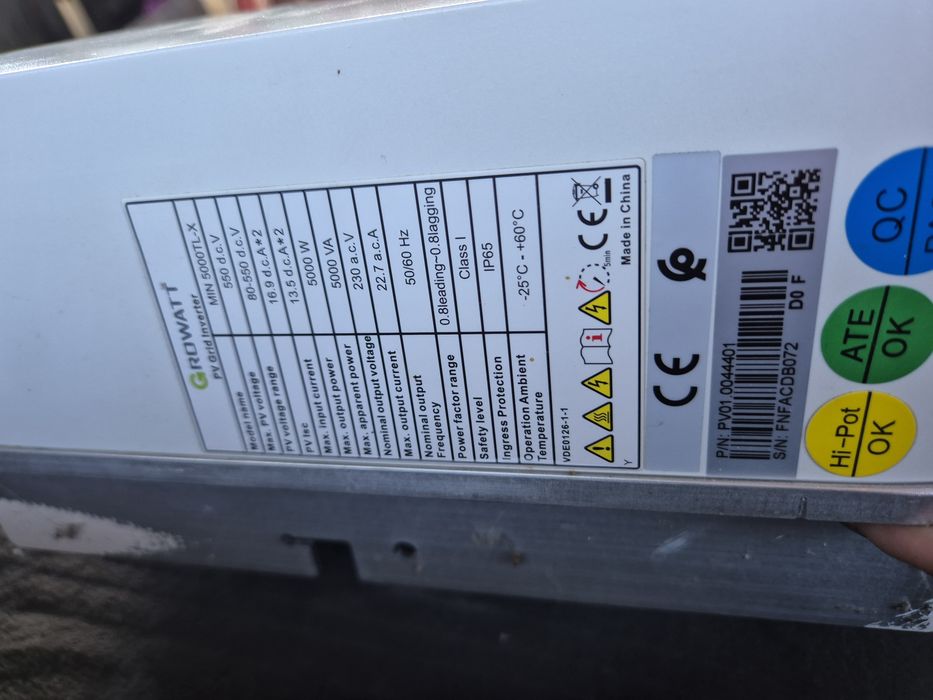 GROWATT
PV Grid Inverter
Model name MIN 5000TL-X
Max. PV voltage 550 d.c.V
PV voltage range 80-550 d.c.V
PV Isc 16.9 d.c.A*2
Max. input current 13.5 d.c.A*2
Max. output power 5000 W
Max. apparent power 5000 VA
Nominal output voltage 230 a.c.V
Max. output current 22.7 a.c.A
Nominal output Frequency 50/60 Hz
Power factor range 0.8leading~0.8lagging
Safety level Class I
Ingress Protection IP65
Operation Ambient Temperature -25°C - +60°C
VDE0126-1-1
5min
CE
Y
Made in China
CE
P/N: PV01.0044401
S/N: FNFACDB072
D0 F
Hi-Pot
OK
ATE
OK
QC